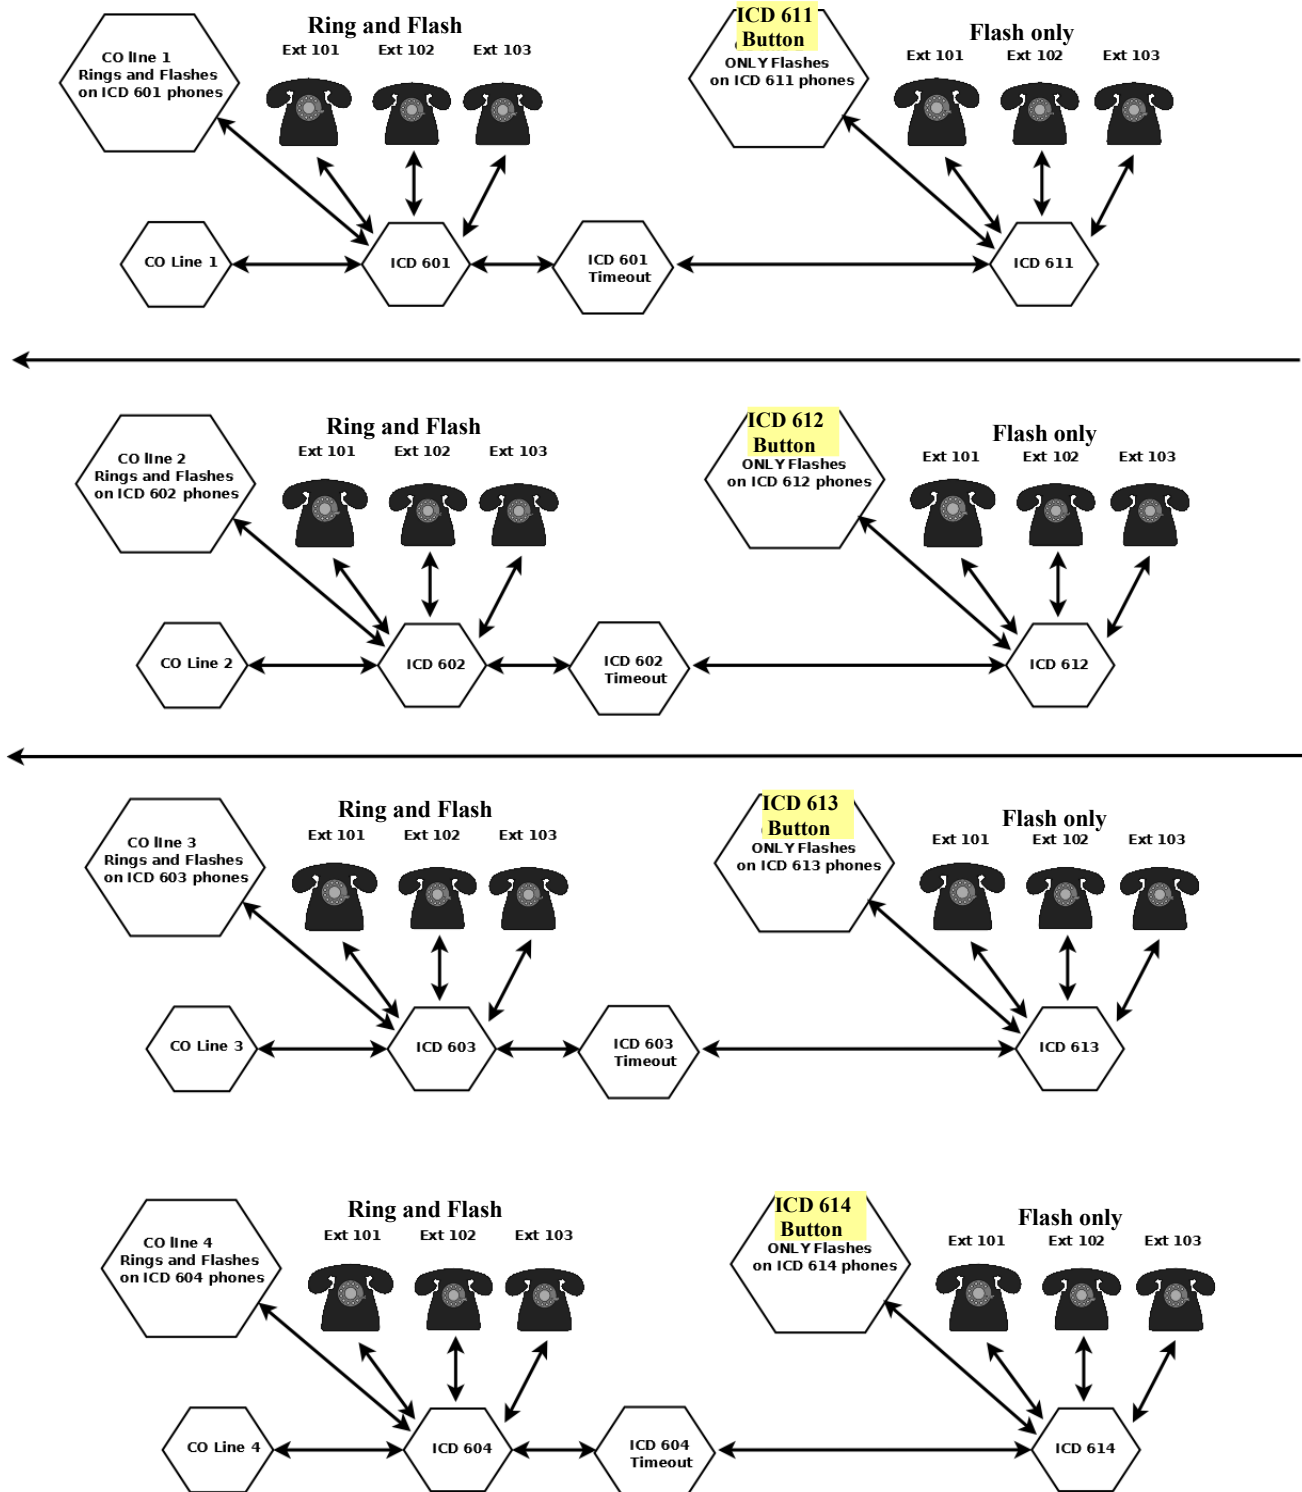 Ring and Flash
Ext 101 Ext 102 Ext 103
CO line 1
Rings and Flashes
on ICD 601 phones
ICD 611
Button
ONLY Flashes
on ICD 611 phones
Flash only
Ext 101 Ext 102 Ext 103
CO Line 1
ICD 601
ICD 601
Timeout
ICD 611
Ring and Flash
Ext 101 Ext 102 Ext 103
CO line 2
Rings and Flashes
on ICD 602 phones
ICD 612
Button
ONLY Flashes
on ICD 612 phones
Flash only
Ext 101 Ext 102 Ext 103
CO Line 2
ICD 602
ICD 602
Timeout
ICD 612
Ring and Flash
Ext 101 Ext 102 Ext 103
CO line 3
Rings and Flashes
on ICD 603 phones
ICD 613
Button
ONLY Flashes
on ICD 613 phones
Flash only
Ext 101 Ext 102 Ext 103
CO Line 3
ICD 603
ICD 603
Timeout
ICD 613
Ring and Flash
Ext 101 Ext 102 Ext 103
CO line 4
Rings and Flashes
on ICD 604 phones
ICD 614
Button
ONLY Flashes
on ICD 614 phones
Flash only
Ext 101 Ext 102 Ext 103
CO Line 4
ICD 604
ICD 604
Timeout
ICD 614